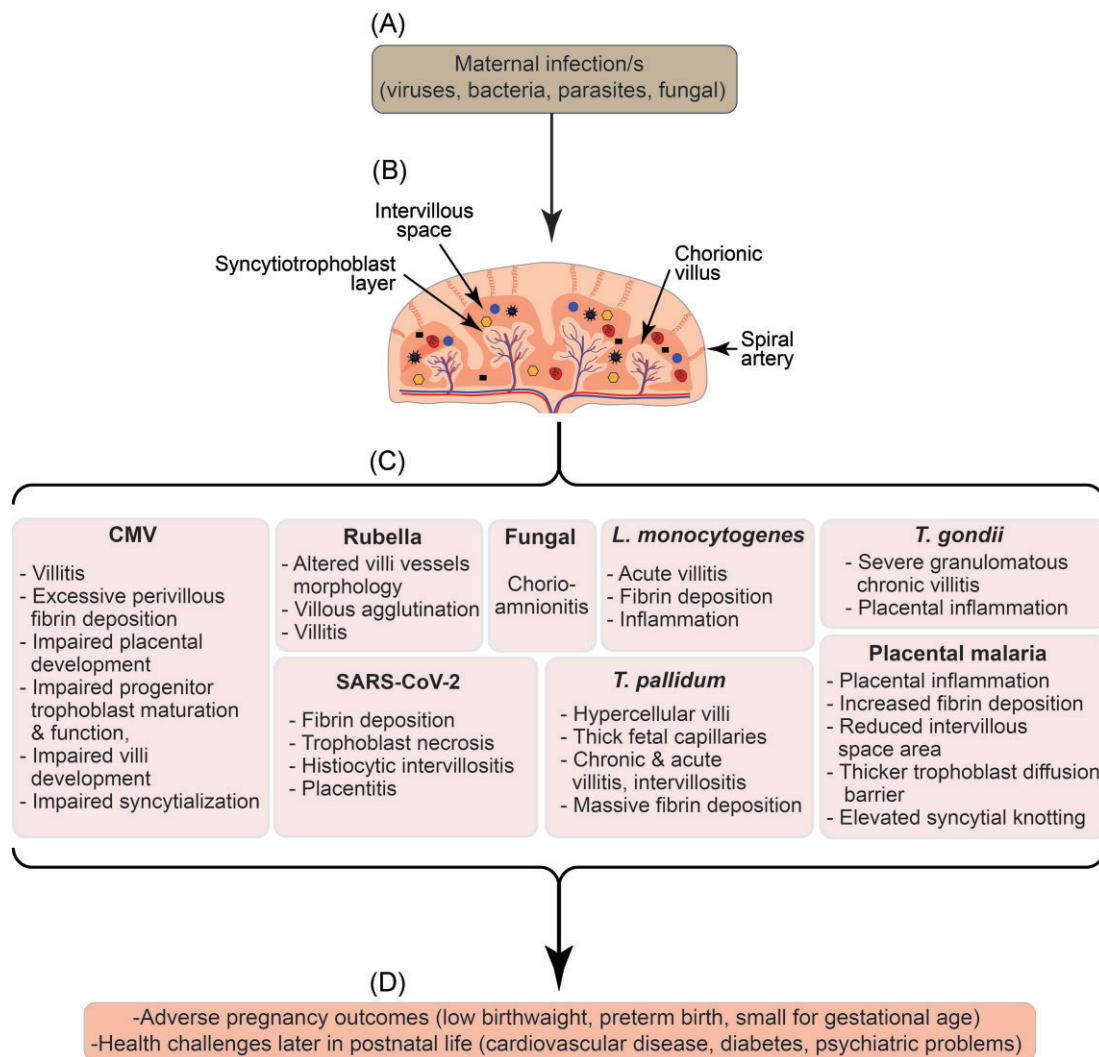 (A)
Maternal infection/s
(viruses, bacteria, parasites, fungal)
(B)
Intervillous
space
Syncytiotrophoblast
layer
Chorionic
villus
Spiral
artery
(C)
CMV
- Villitis
- Excessive perivillous
fibrin deposition
- Impaired placental
development
- Impaired progenitor
trophoblast maturation
& function,
- Impaired villi
development
- Impaired syncytialization
Rubella
- Altered villi vessels
morphology
- Villous agglutination
- Villitis
Fungal
Chorio-
amnionitis
L. monocytogenes
- Acute villitis
- Fibrin deposition
- Inflammation
T. gondii
- Severe granulomatous
chronic villitis
- Placental inflammation
SARS-CoV-2
- Fibrin deposition
- Trophoblast necrosis
- Histiocytic intervillositis
- Placentitis
T. pallidum
- Hypercellular villi
- Thick fetal capillaries
- Chronic & acute
villitis, intervillositis
- Massive fibrin deposition
Placental malaria
- Placental inflammation
- Increased fibrin deposition
- Reduced intervillous
space area
- Thicker trophoblast diffusion
barrier
- Elevated syncytial knotting
(D)
-Adverse pregnancy outcomes (low birthwaight, preterm birth, small for gestational age)
-Health challenges later in postnatal life (cardiovascular disease, diabetes, psychiatric problems)